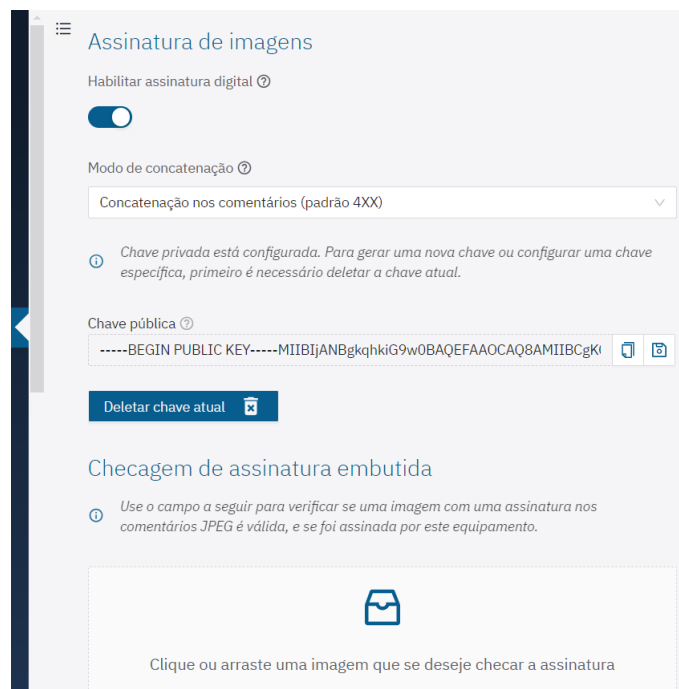 Assinatura de imagens
Habilitar assinatura digital
Modo de concatenação
Concatenação nos comentários (padrão 4XX)
Chave privada está configurada. Para gerar uma nova chave ou configurar uma chave
específica, primeiro é necessário deletar a chave atual.
Chave pública
-----BEGIN PUBLIC KEY-----MIIBIjANBgkqhkiG9w0BAQEFAAOCAQ8AMIIBCgK
Deletar chave atual
Checagem de assinatura embutida
Use o campo a seguir para verificar se uma imagem com uma assinatura nos
comentários JPEG é válida, e se foi assinada por este equipamento.
Clique ou arraste uma imagem que se deseje checar a assinatura